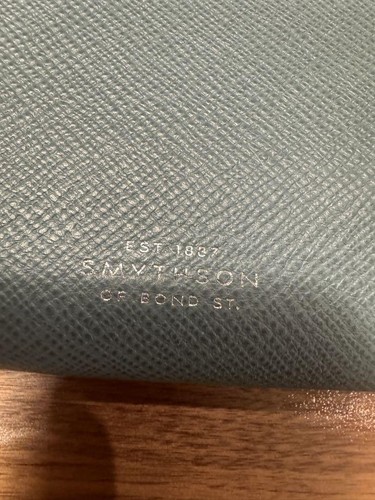 EST 1887
SMYTHSON
OF BOND ST.